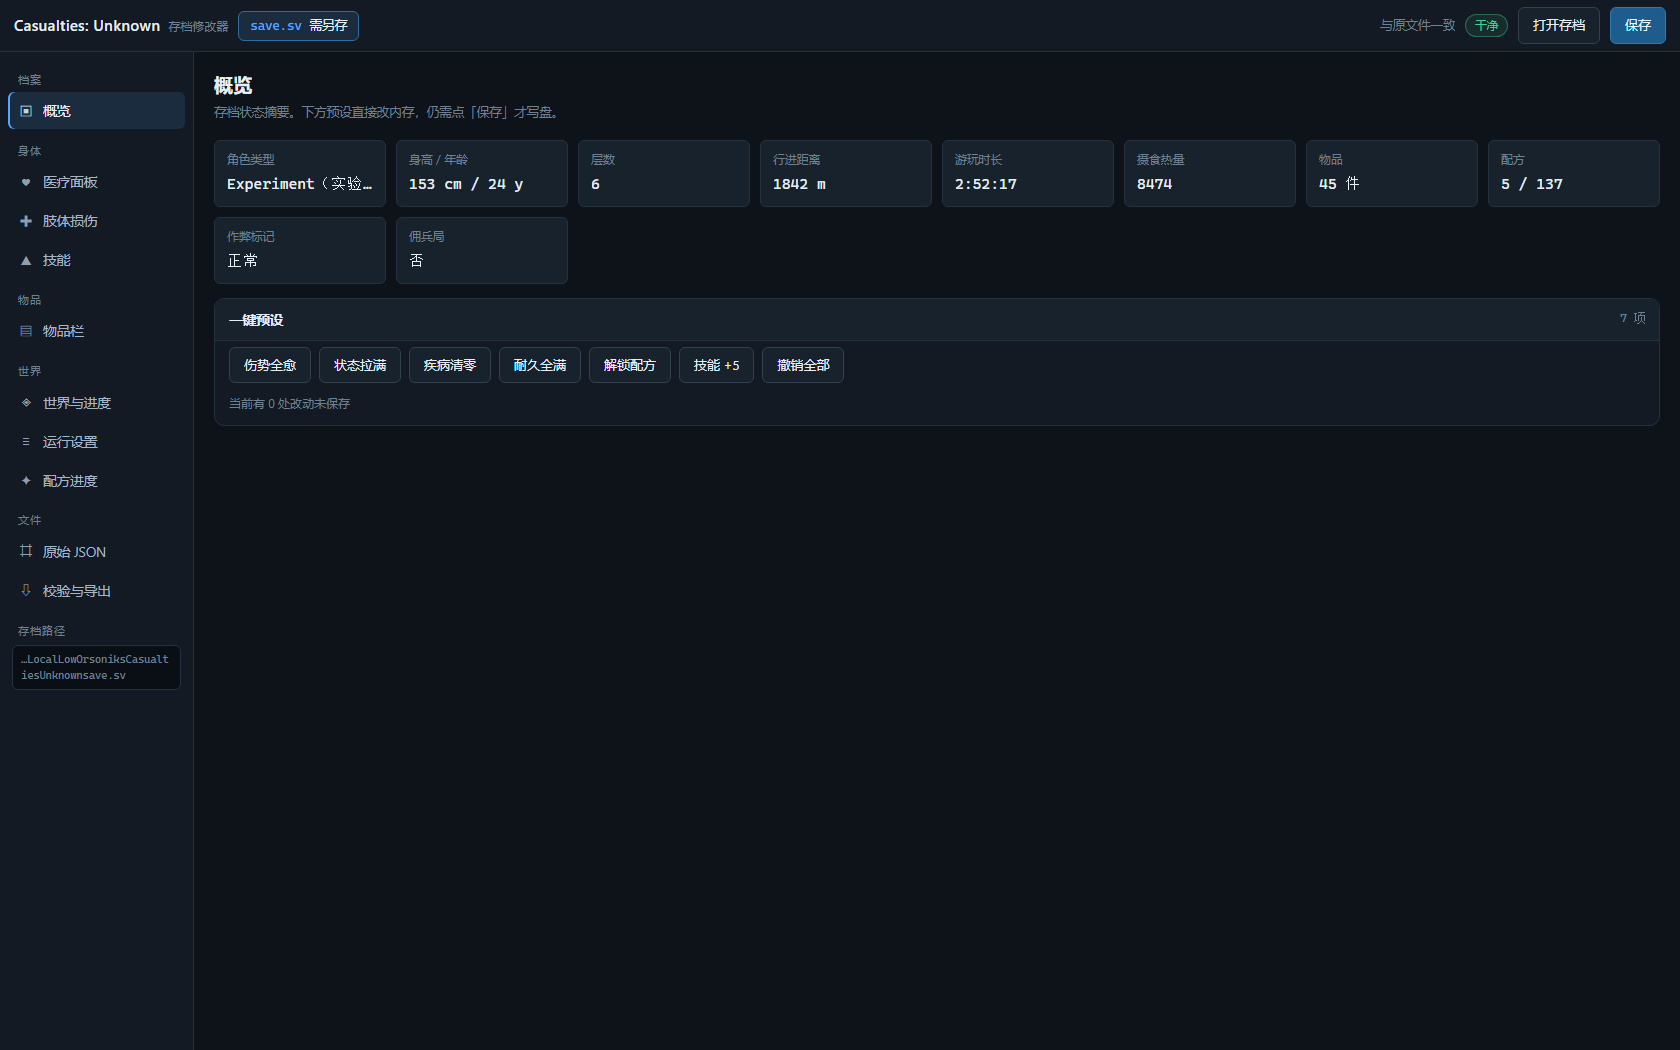 Casualties: Unknown 存档修改器 save.sv 需另存 与原文件一致 干净 打开存档 保存
档案
概览
身体
医疗面板
肢体损伤
技能
物品
物品栏
世界
世界与进度
运行设置
配方进度
文件
原始 JSON
校验与导出
存档路径
…LocalLowOrsoniksCasualt
iesUnknownsave.sv
概览
存档状态摘要。下方预设直接改内存，仍需点「保存」才写盘。
角色类型
Experiment（实验…
身高 / 年龄
153 cm / 24 y
层数
6
行进距离
1842 m
游玩时长
2:52:17
摄食热量
8474
物品
45 件
配方
5 / 137
作弊标记
正常
佣兵局
否
一键预设 7 项
伤势全愈 状态拉满 疾病清零 耐久全满 解锁配方 技能 +5 撤销全部
当前有 0 处改动未保存